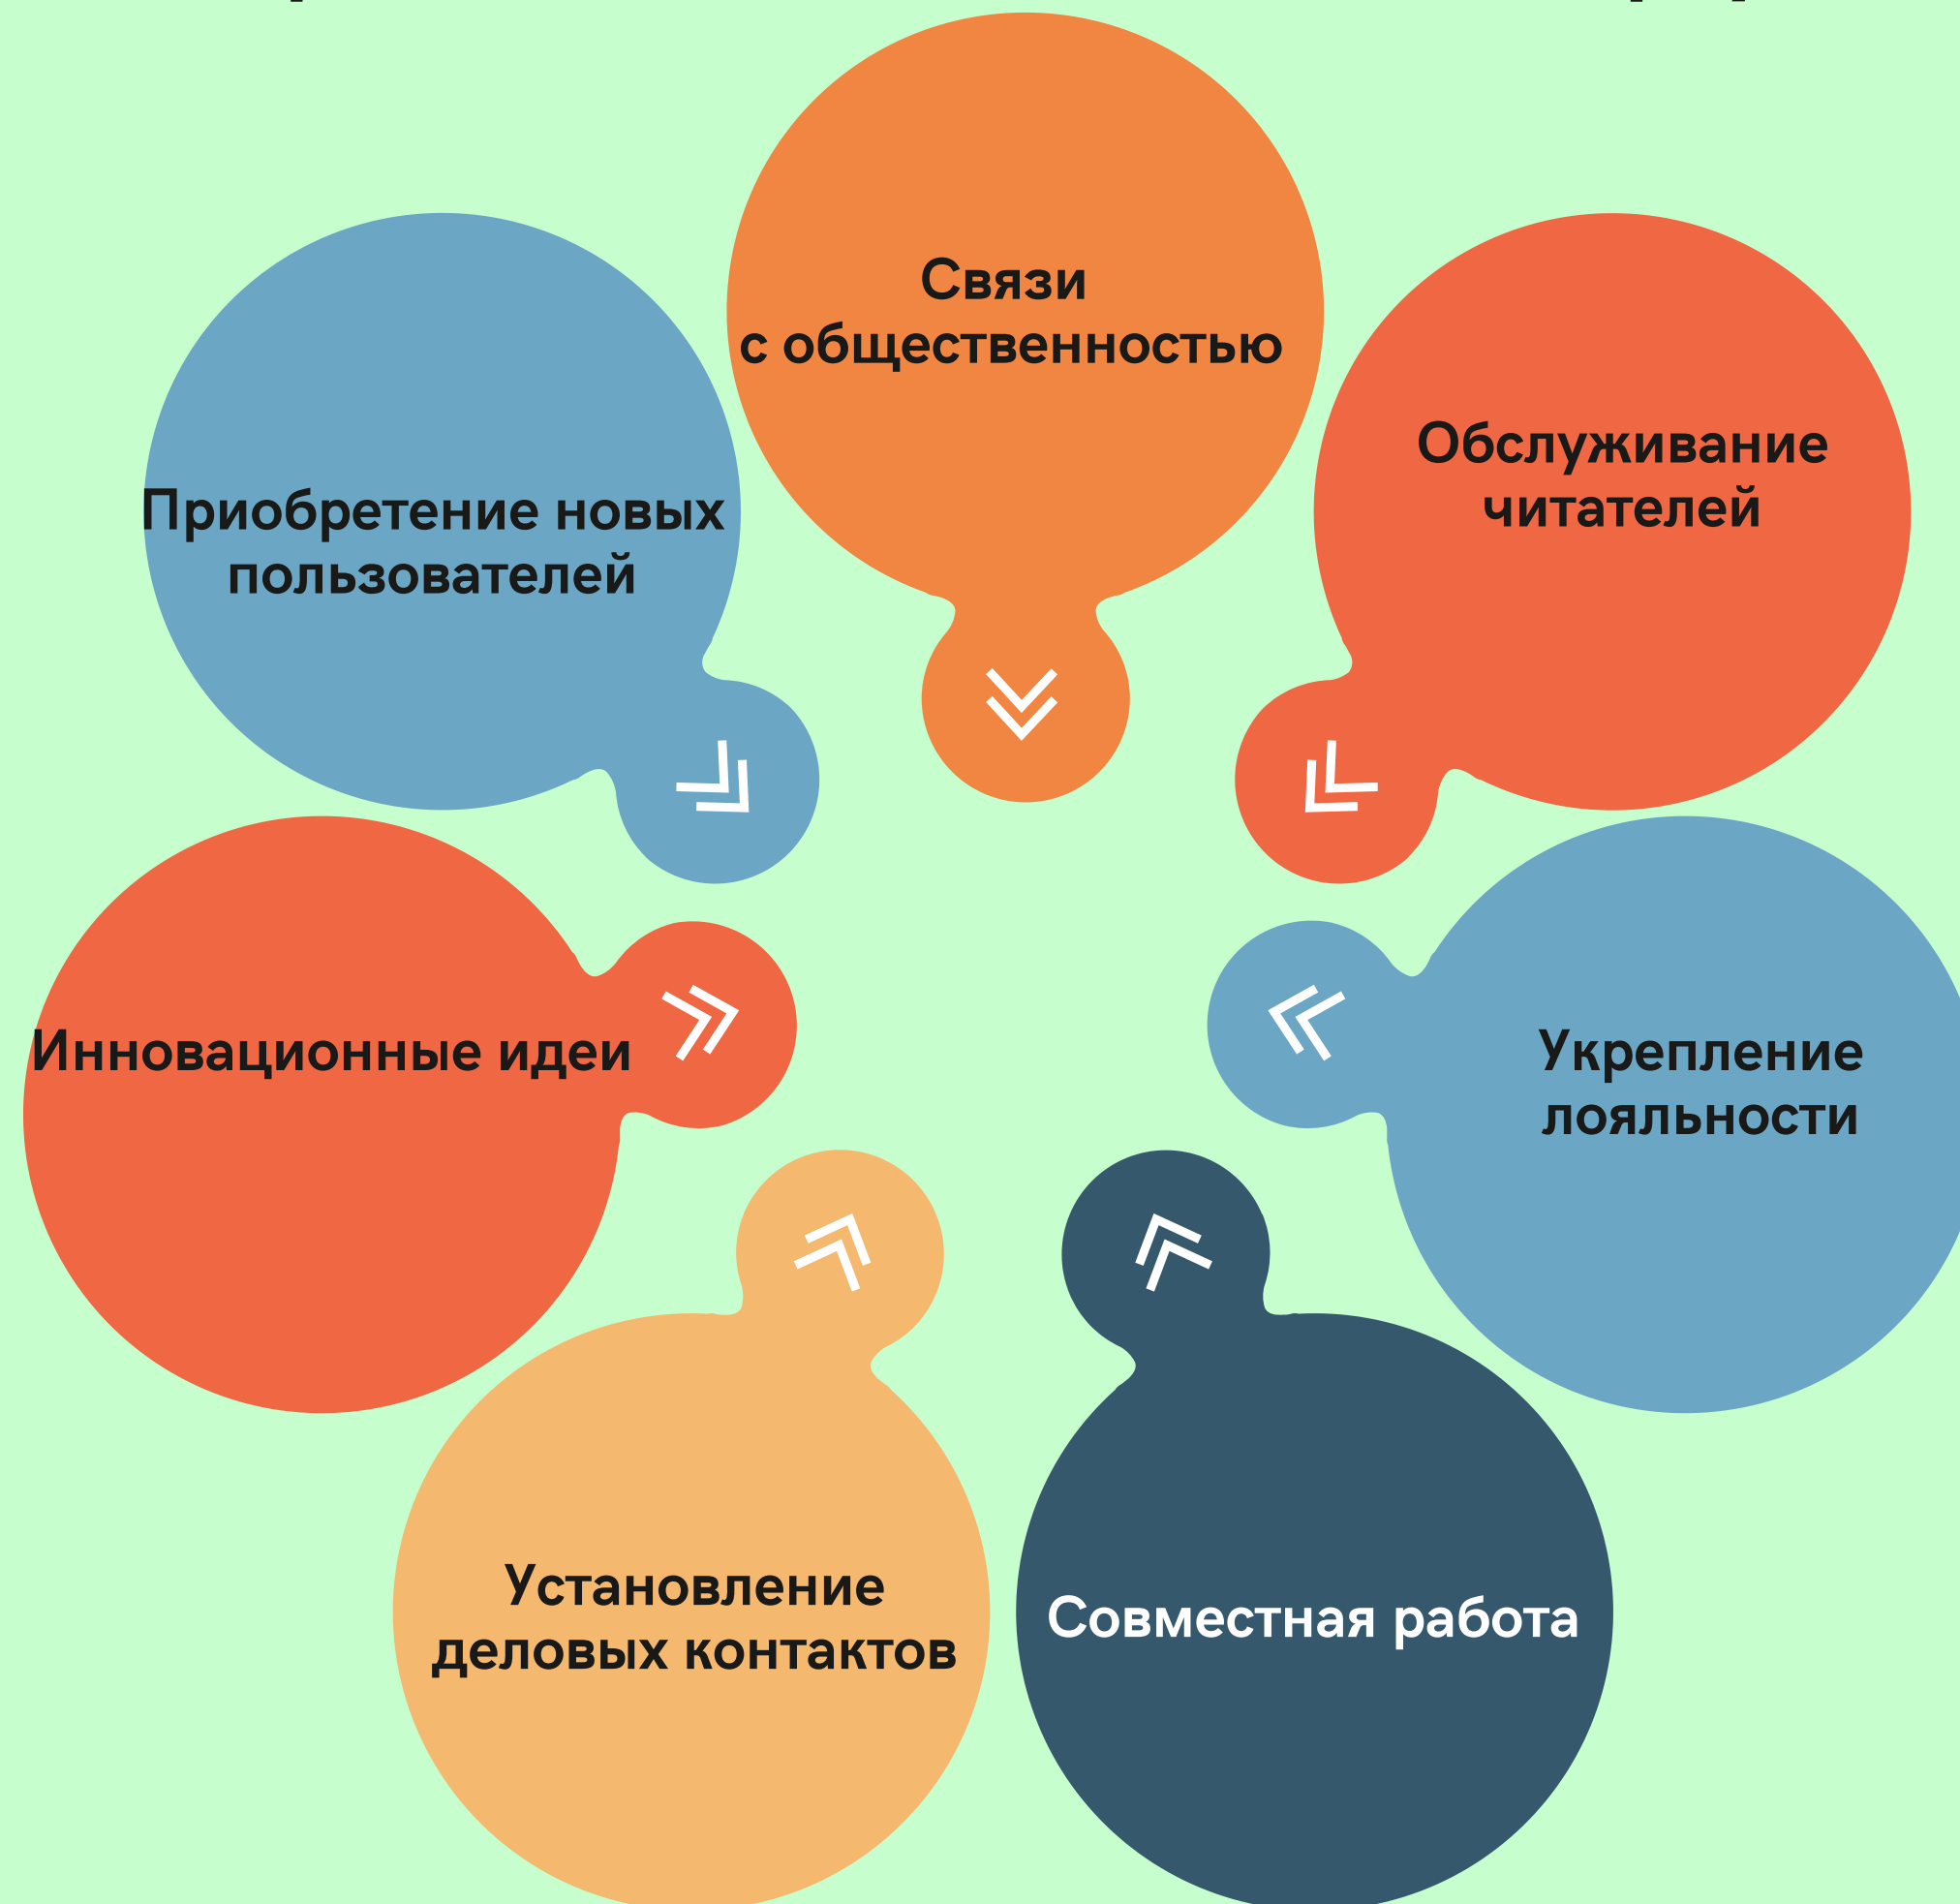 Связи
с общественностью
Обслуживание
читателей
Приобретение новых
пользователей
Инновационные идеи
Укрепление
лояльности
Установление
деловых контактов
Совместная работа